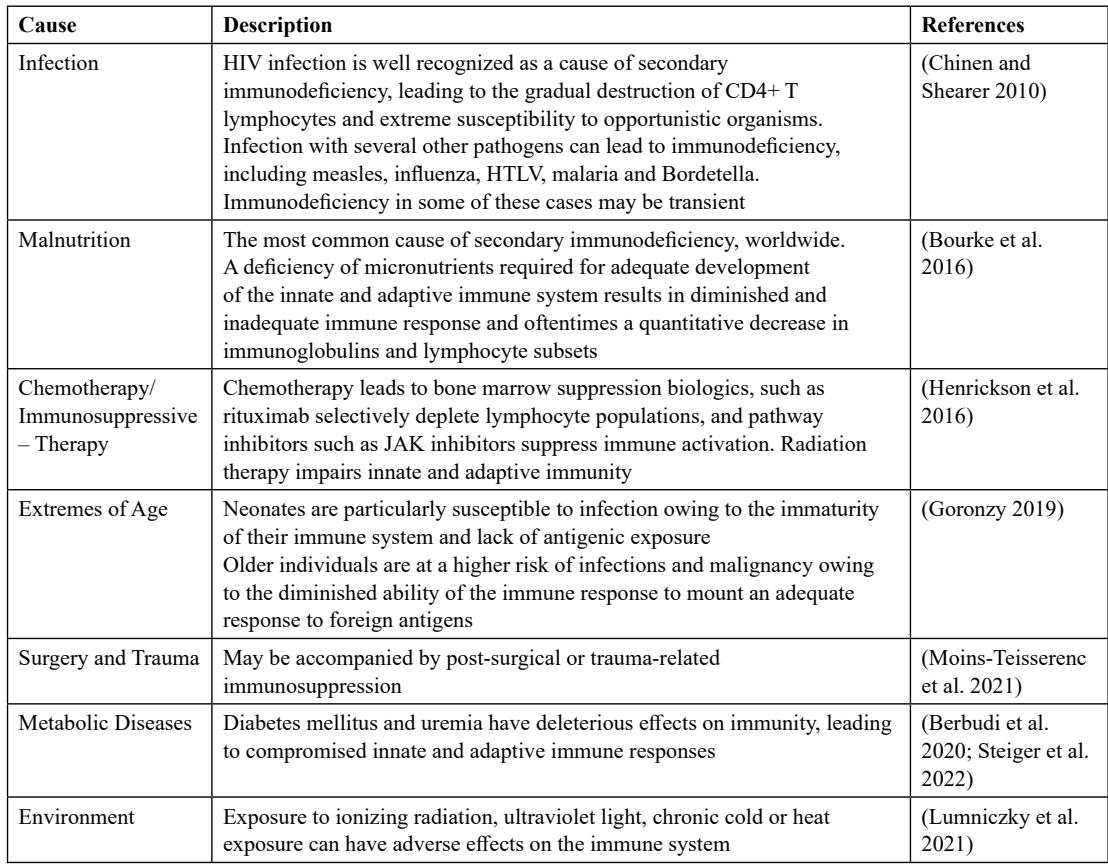 Cause Description References
Infection
HIV infection is well recognized as a cause of secondary
immunodeficiency, leading to the gradual destruction of CD4+ T
lymphocytes and extreme susceptibility to opportunistic organisms.
Infection with several other pathogens can lead to immunodeficiency,
including measles, influenza, HTLV, malaria and Bordetella.
Immunodeficiency in some of these cases may be transient
(Chinen and
Shearer 2010)
Malnutrition
The most common cause of secondary immunodeficiency, worldwide.
A deficiency of micronutrients required for adequate development
of the innate and adaptive immune system results in diminished and
inadequate immune response and oftentimes a quantitative decrease in
immunoglobulins and lymphocyte subsets
(Bourke et al.
2016)
Chemotherapy/
Immunosuppressive
– Therapy
Chemotherapy leads to bone marrow suppression biologics, such as
rituximab selectively deplete lymphocyte populations, and pathway
inhibitors such as JAK inhibitors suppress immune activation. Radiation
therapy impairs innate and adaptive immunity
(Henrickson et al.
2016)
Extremes of Age
Neonates are particularly susceptible to infection owing to the immaturity
of their immune system and lack of antigenic exposure
Older individuals are at a higher risk of infections and malignancy owing
to the diminished ability of the immune response to mount an adequate
response to foreign antigens
(Goronzy 2019)
Surgery and Trauma
May be accompanied by post-surgical or trauma-related
immunosuppression
(Moins-Teisserenc
et al. 2021)
Metabolic Diseases
Diabetes mellitus and uremia have deleterious effects on immunity, leading
to compromised innate and adaptive immune responses
(Berbudi et al.
2020; Steiger et al.
2022)
Environment
Exposure to ionizing radiation, ultraviolet light, chronic cold or heat
exposure can have adverse effects on the immune system
(Lumniczky et al.
2021)